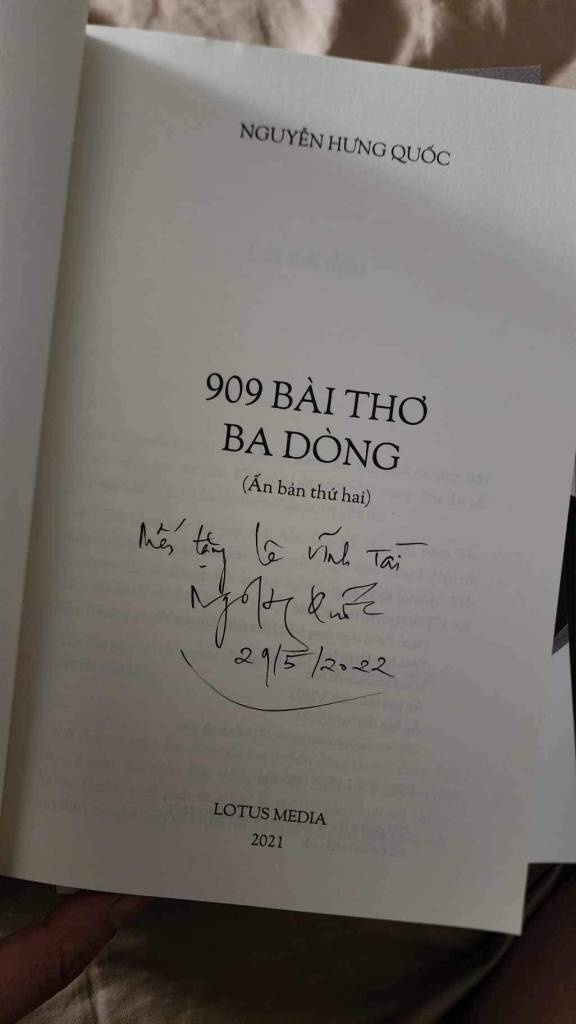 NGUYỄN HƯNG QUỐC
909 BÀI THƠ
BA DÒNG
(Ấn bản thứ hai)
Mến tặng Lê Vĩnh Tài
Quốc
29/5/2022
LOTUS MEDIA
2021